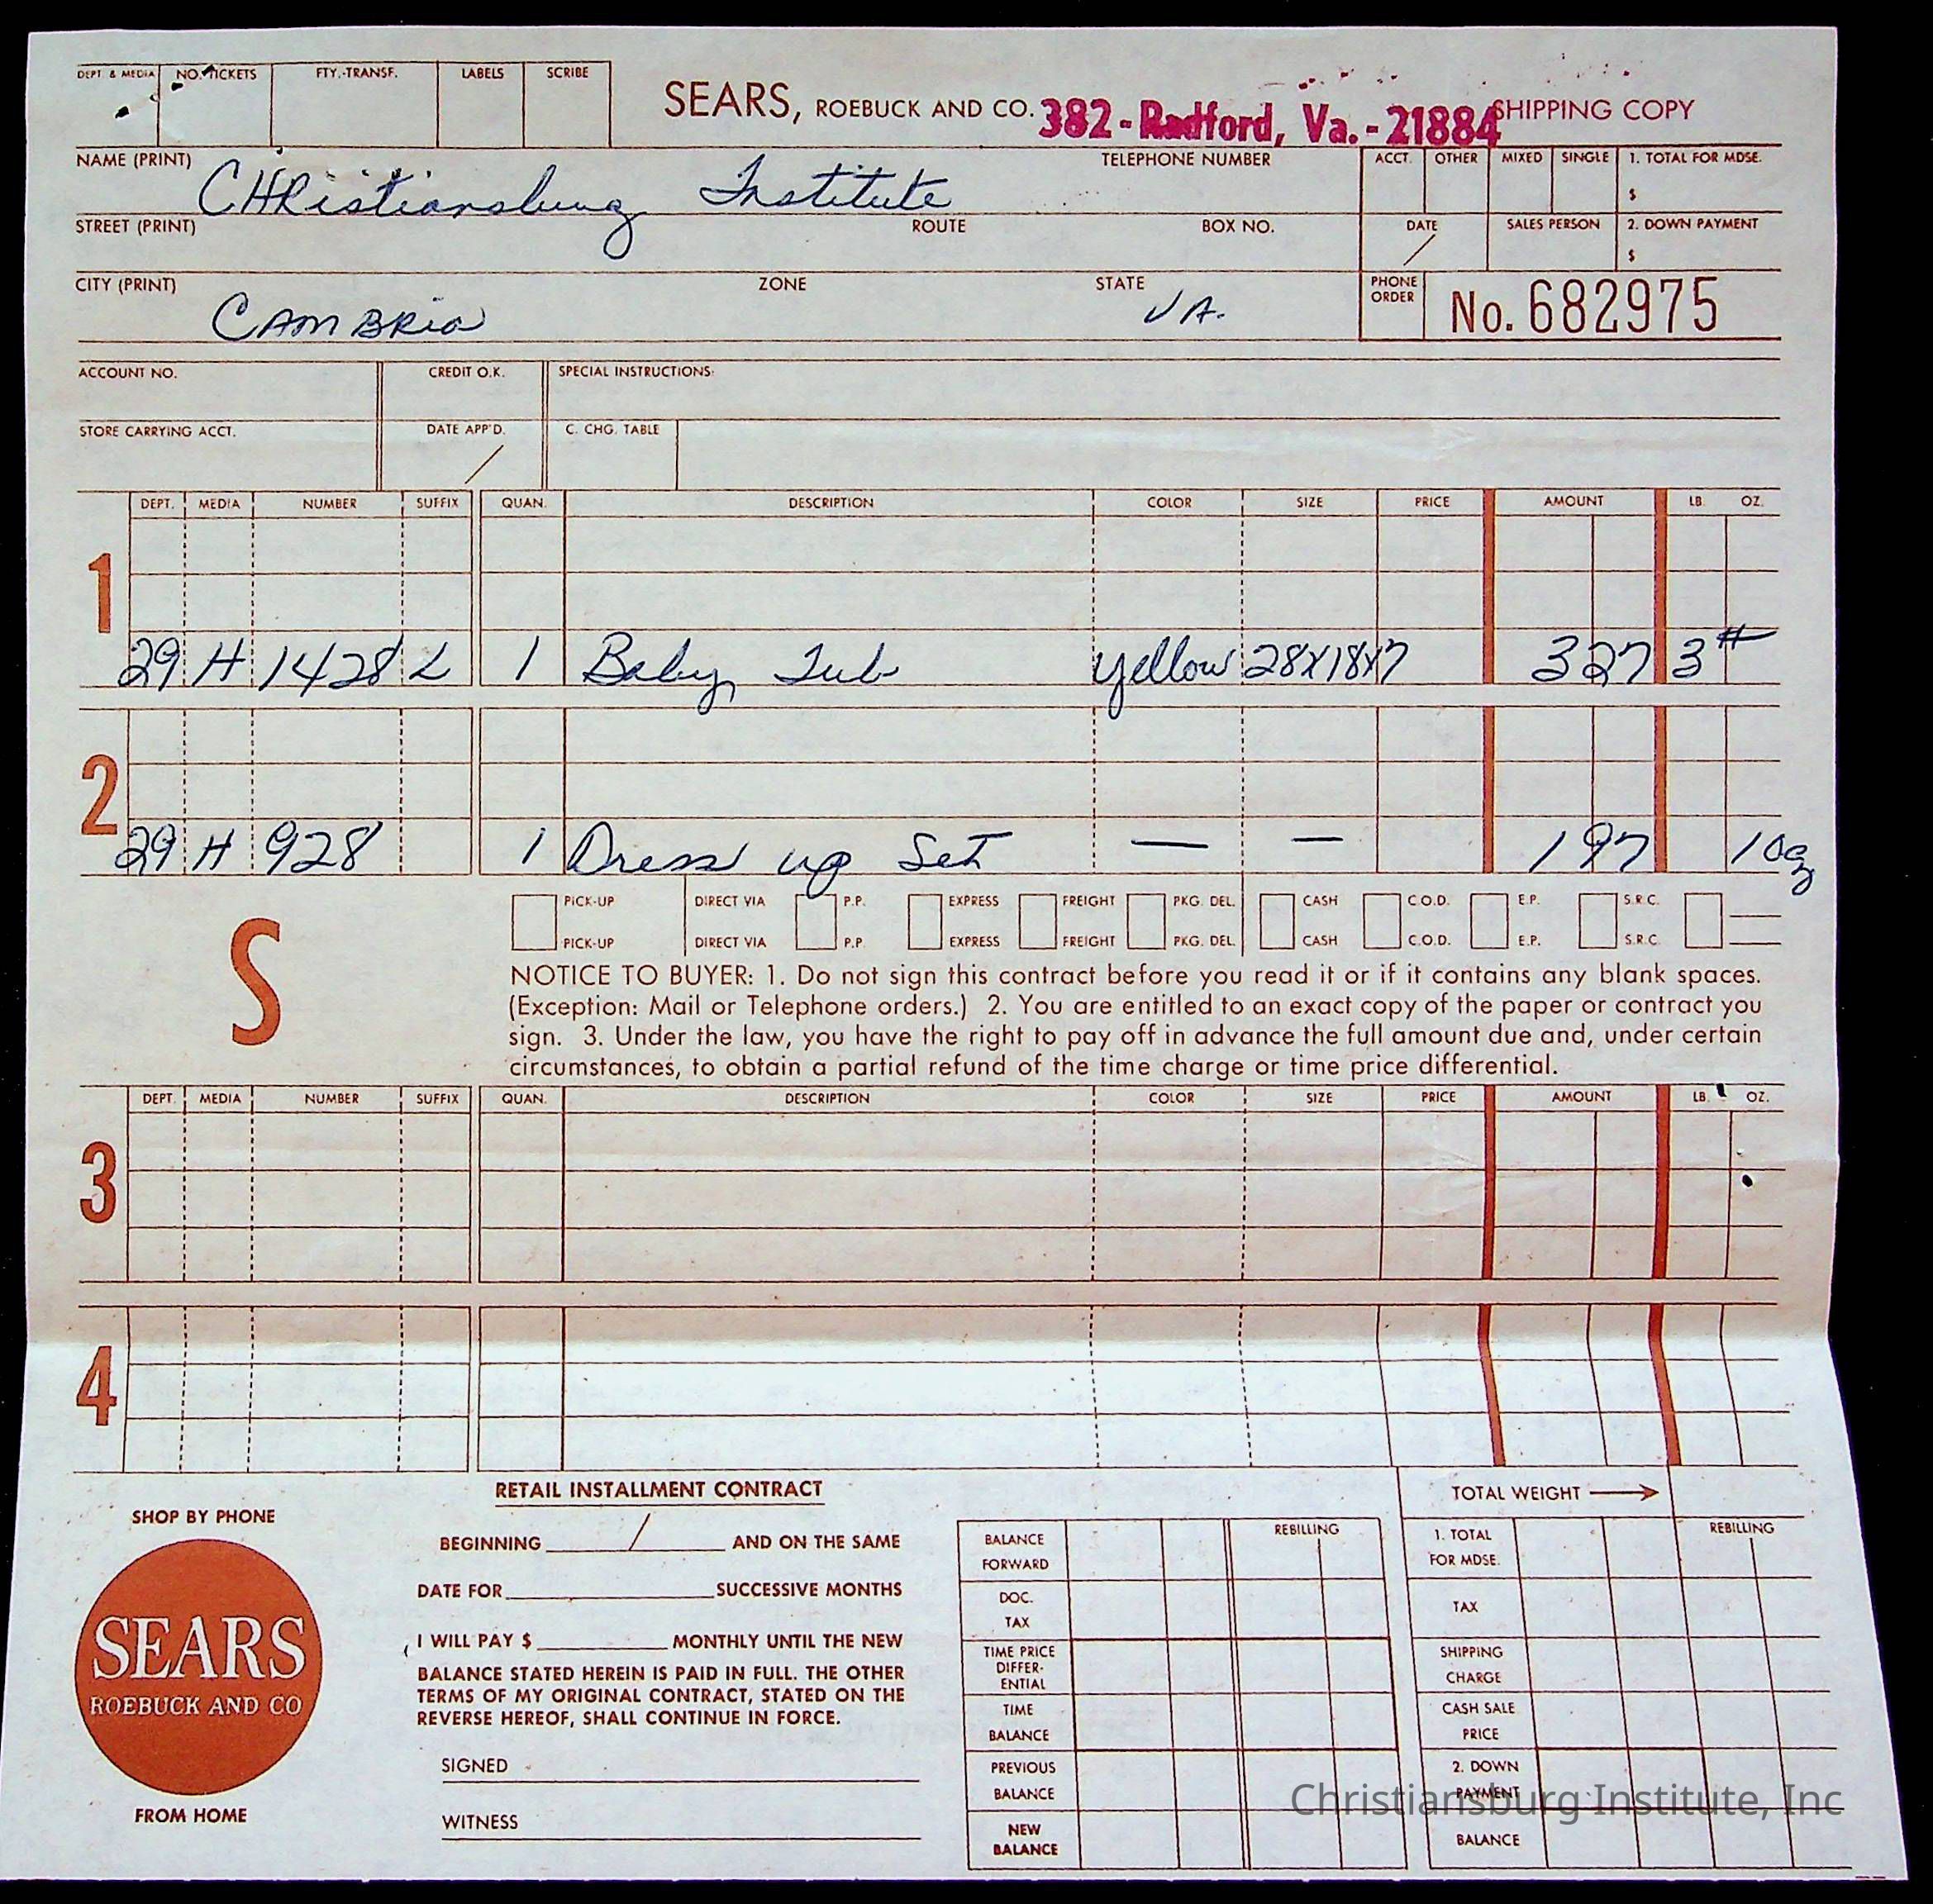 DEPT & MEDIA NO. TICKETS FTY.-TRANSF. LABELS SCRIBE
SEARS, ROEBUCK AND CO. 382 - Radford, Va. - 21884 SHIPPING COPY
NAME (PRINT) CHRistiansburg Institute TELEPHONE NUMBER
ACCT. OTHER MIXED SINGLE 1. TOTAL FOR MDSE.
$
STREET (PRINT) ROUTE BOX NO. DATE / SALES PERSON 2. DOWN PAYMENT
$
CITY (PRINT) CAMBRia ZONE STATE VA.
PHONE ORDER No. 682975
ACCOUNT NO. CREDIT O.K. SPECIAL INSTRUCTIONS:
STORE CARRYING ACCT. DATE APP'D. / C. CHG. TABLE
DEPT. MEDIA NUMBER SUFFIX QUAN. DESCRIPTION COLOR SIZE PRICE AMOUNT LB. OZ.
1
29 H 1428 L 1 Baby Tub yellow 28X18X7 3 27 3#
2
29 H 928 1 Dress up Set — — 1 97 10oz
S
PICK-UP DIRECT VIA P.P. EXPRESS FREIGHT PKG. DEL. CASH C.O.D. E.P. S.R.C.
PICK-UP DIRECT VIA P.P. EXPRESS FREIGHT PKG. DEL. CASH C.O.D. E.P. S.R.C.
NOTICE TO BUYER: 1. Do not sign this contract before you read it or if it contains any blank spaces.
(Exception: Mail or Telephone orders.) 2. You are entitled to an exact copy of the paper or contract you
sign. 3. Under the law, you have the right to pay off in advance the full amount due and, under certain
circumstances, to obtain a partial refund of the time charge or time price differential.
DEPT. MEDIA NUMBER SUFFIX QUAN. DESCRIPTION COLOR SIZE PRICE AMOUNT LB. OZ.
3
4
SHOP BY PHONE
SEARS
ROEBUCK AND CO
FROM HOME
RETAIL INSTALLMENT CONTRACT
BEGINNING / AND ON THE SAME
DATE FOR SUCCESSIVE MONTHS
I WILL PAY $ MONTHLY UNTIL THE NEW
BALANCE STATED HEREIN IS PAID IN FULL. THE OTHER
TERMS OF MY ORIGINAL CONTRACT, STATED ON THE
REVERSE HEREOF, SHALL CONTINUE IN FORCE.
SIGNED
WITNESS
BALANCE FORWARD REBILLING
DOC. TAX
TIME PRICE DIFFER- ENTIAL
TIME BALANCE
PREVIOUS BALANCE
NEW BALANCE
TOTAL WEIGHT
1. TOTAL FOR MDSE. REBILLING
TAX
SHIPPING CHARGE
CASH SALE PRICE
2. DOWN PAYMENT
BALANCE
Christiansburg Institute, Inc